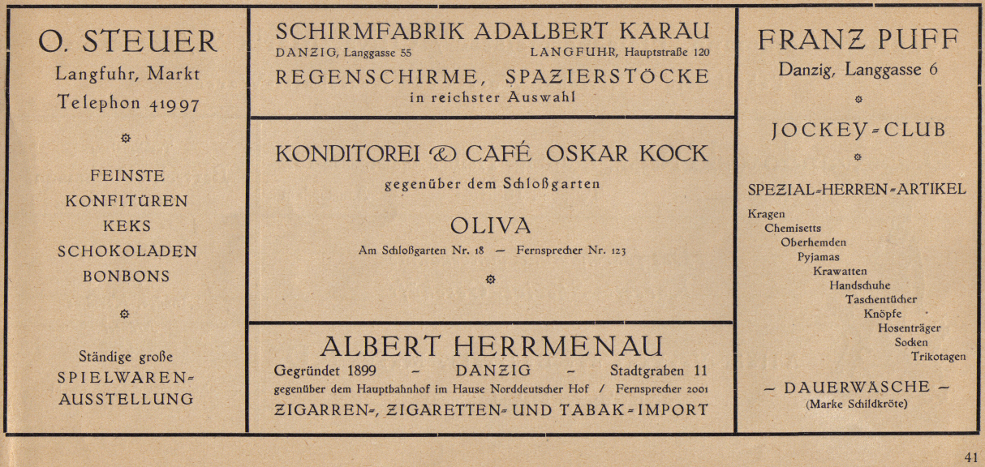 O. STEUER
Langfuhr, Markt
Telephon 41997
FEINSTE
KONFITÜREN
KEKS
SCHOKOLADEN
BONBONS
Ständige große
SPIELWAREN=
AUSSTELLUNG
SCHIRMFABRIK ADALBERT KARAU
DANZIG, Langgasse 55 LANGFUHR, Hauptstraße 120
REGENSCHIRME, SPAZIERSTÖCKE
in reichster Auswahl
KONDITOREI & CAFÉ OSKAR KOCK
gegenüber dem Schloßgarten
OLIVA
Am Schloßgarten Nr. 18 — Fernsprecher Nr. 123
ALBERT HERRMENAU
Gegründet 1899 – DANZIG – Stadtgraben 11
gegenüber dem Hauptbahnhof im Hause Norddeutscher Hof / Fernsprecher 2001
ZIGARREN=, ZIGARETTEN= UND TABAK=IMPORT
FRANZ PUFF
Danzig, Langgasse 6
JOCKEY=CLUB
SPEZIAL=HERREN=ARTIKEL
Kragen
Chemisetts
Oberhemden
Pyjamas
Krawatten
Handschuhe
Taschentücher
Knöpfe
Hosenträger
Socken
Trikotagen
– DAUERWÄSCHE –
(Marke Schildkröte)
41